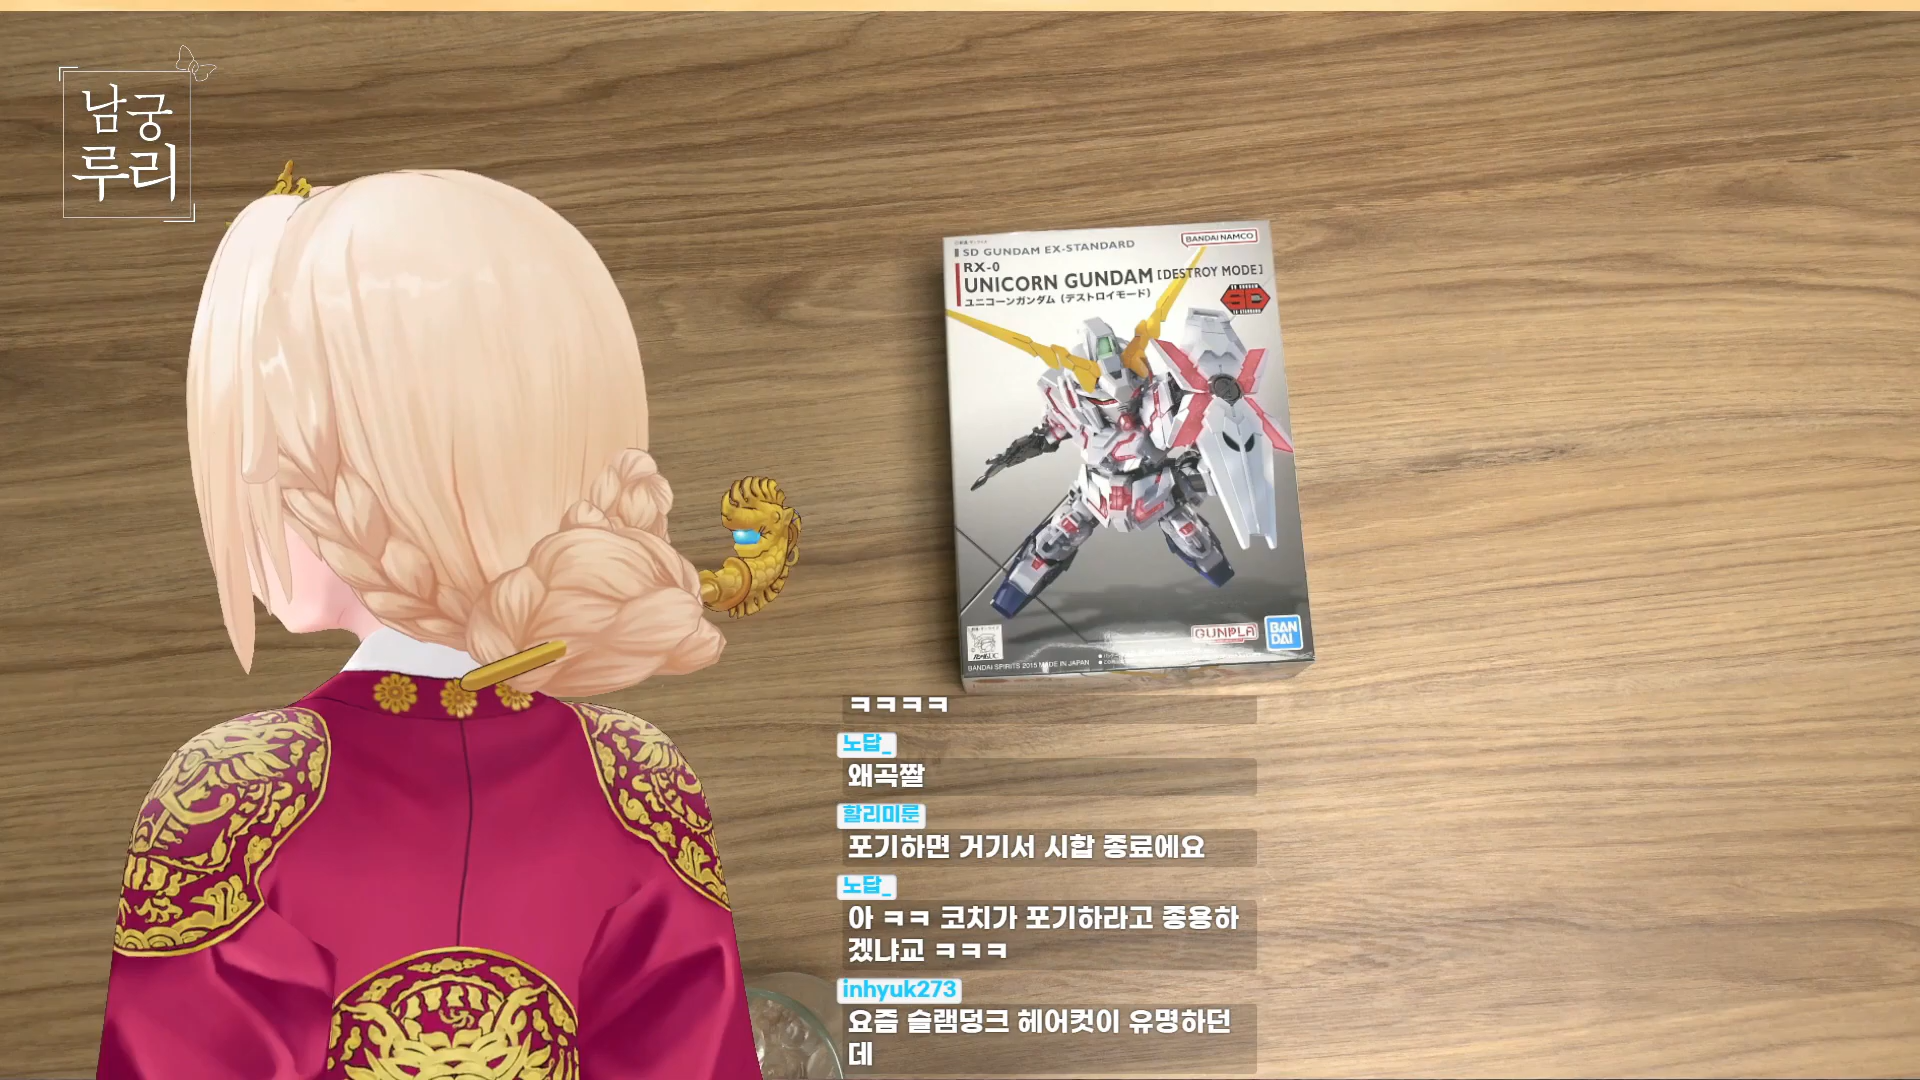 남궁
루리
SD GUNDAM EX-STANDARD
BANDAI NAMCO
RX-0
UNICORN GUNDAM [DESTROY MODE]
ユニコーンガンダム (デストロイモード)
SD
GUNPLA
BAN
DAI
BANDAI SPIRITS 2015 MADE IN JAPAN
ㅋㅋㅋㅋ
노답_
왜곡짤
할리미룬
포기하면 거기서 시합 종료에요
노답_
아 ㅋㅋ 코치가 포기하라고 종용하
겠냐교 ㅋㅋㅋ
inhyuk273
요즘 슬램덩크 헤어컷이 유명하던
데